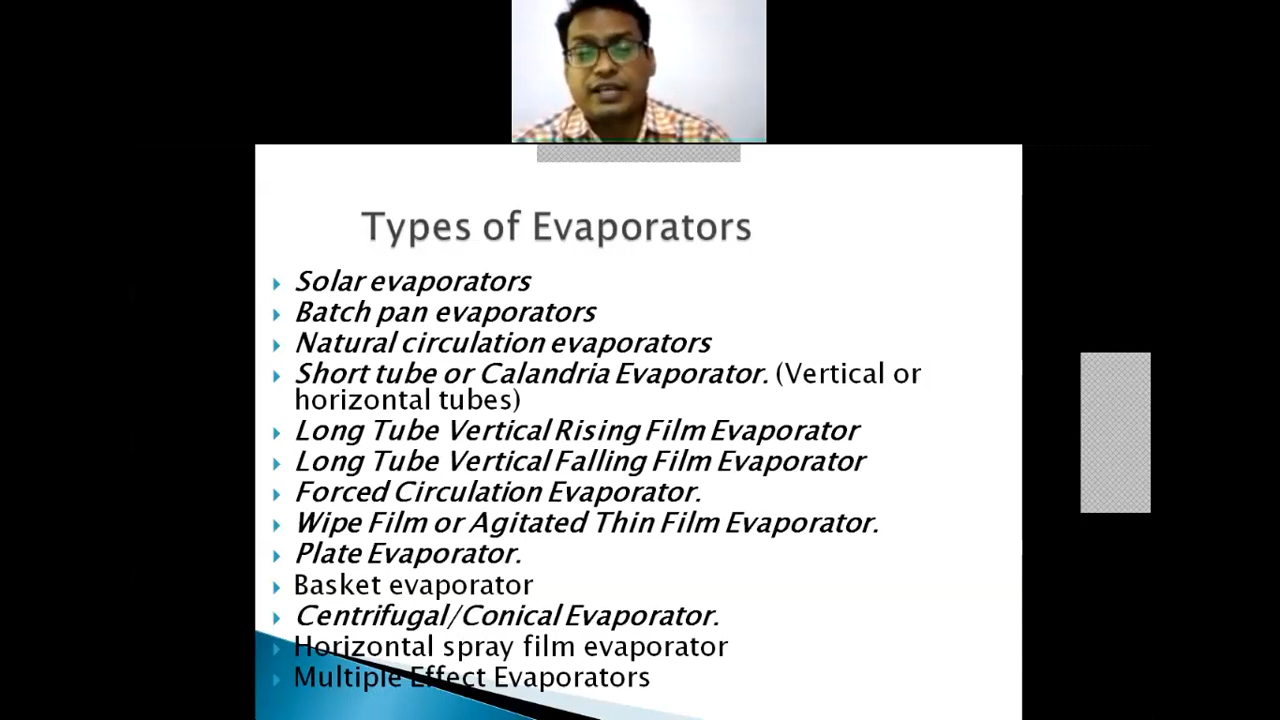 Types of Evaporators
Solar evaporators
Batch pan evaporators
Natural circulation evaporators
Short tube or Calandria Evaporator. (Vertical or
horizontal tubes)
Long Tube Vertical Rising Film Evaporator
Long Tube Vertical Falling Film Evaporator
Forced Circulation Evaporator.
Wipe Film or Agitated Thin Film Evaporator.
Plate Evaporator.
Basket evaporator
Centrifugal/Conical Evaporator.
Horizontal spray film evaporator
Multiple Effect Evaporators